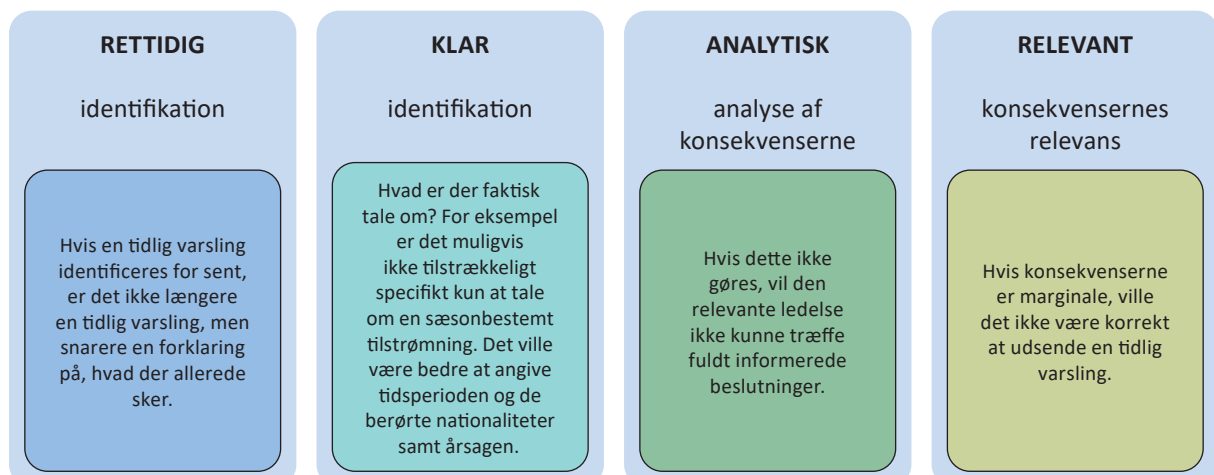 RETTIDIG
identifikation
Hvis en tidlig varsling
identificeres for sent,
er det ikke længere
en tidlig varsling, men
snarere en forklaring
på, hvad der allerede
sker.
KLAR
identifikation
Hvad er der faktisk
tale om? For eksempel
er det muligvis
ikke tilstrækkeligt
specifikt kun at tale
om en sæsonbestemt
tilstrømning. Det ville
være bedre at angive
tidsperioden og de
berørte nationaliteter
samt årsagen.
ANALYTISK
analyse af
konsekvenserne
Hvis dette ikke
gøres, vil den
relevante ledelse
ikke kunne træffe
fuldt informerede
beslutninger.
RELEVANT
konsekvensernes
relevans
Hvis konsekvenserne
er marginale, ville
det ikke være korrekt
at udsende en tidlig
varsling.